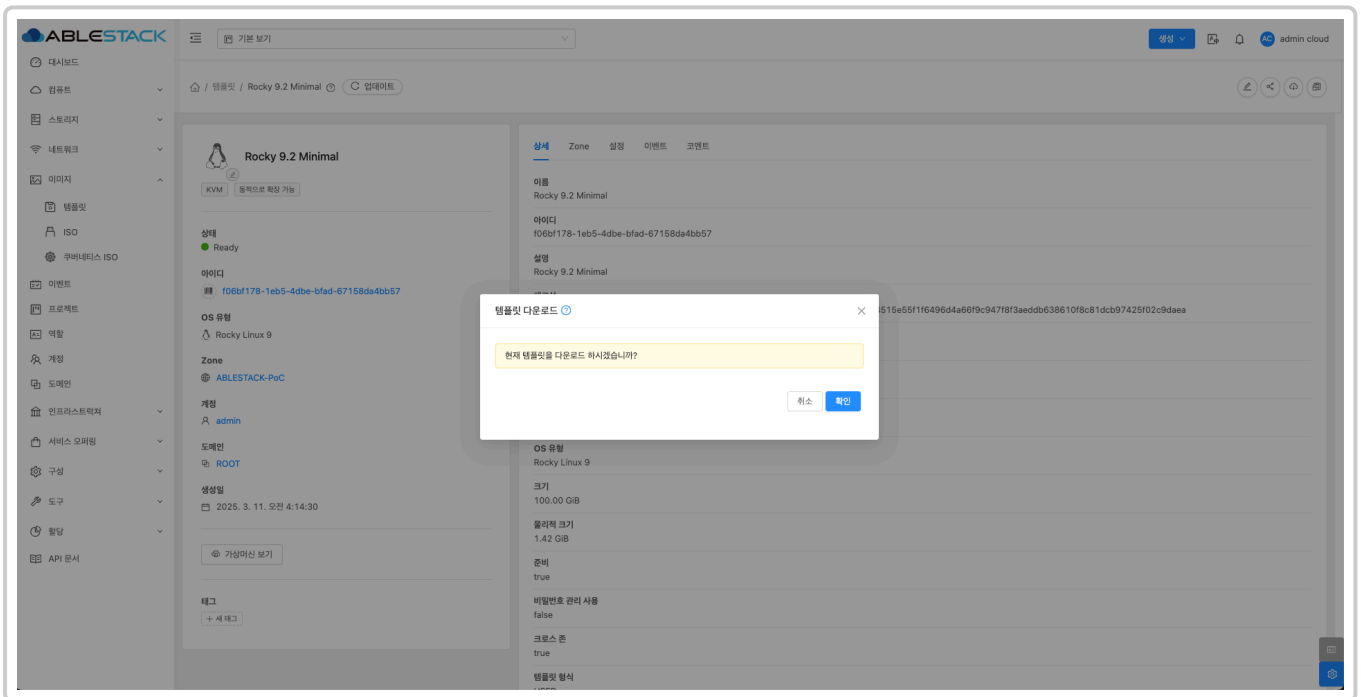 ABLESTACK
기본 보기
생성
AC
admin cloud
대시보드
컴퓨트
스토리지
네트워크
이미지
템플릿
ISO
쿠버네티스 ISO
이벤트
프로젝트
역할
계정
도메인
인프라스트럭쳐
서비스 오퍼링
구성
도구
할당
API 문서
/ 템플릿 / Rocky 9.2 Minimal
업데이트
Rocky 9.2 Minimal
KVM
동적으로 확장 가능
상태
Ready
아이디
f06bf178-1eb5-4dbe-bfad-67158da4bb57
OS 유형
Rocky Linux 9
Zone
ABLESTACK-PoC
계정
admin
도메인
ROOT
생성일
2025. 3. 11. 오전 4:14:30
가상머신 보기
태그
+ 새 태그
상세 Zone 설정 이벤트 코멘트
이름
Rocky 9.2 Minimal
아이디
f06bf178-1eb5-4dbe-bfad-67158da4bb57
설명
Rocky 9.2 Minimal
515e55f1f6496d4a66f9c947f8f3aeddb638610f8c81dcb97425f02c9daea
템플릿 다운로드
현재 템플릿을 다운로드 하시겠습니까?
취소
확인
OS 유형
Rocky Linux 9
크기
100.00 GiB
물리적 크기
1.42 GiB
준비
true
비밀번호 관리 사용
false
크로스 존
true
템플릿 형식
USER